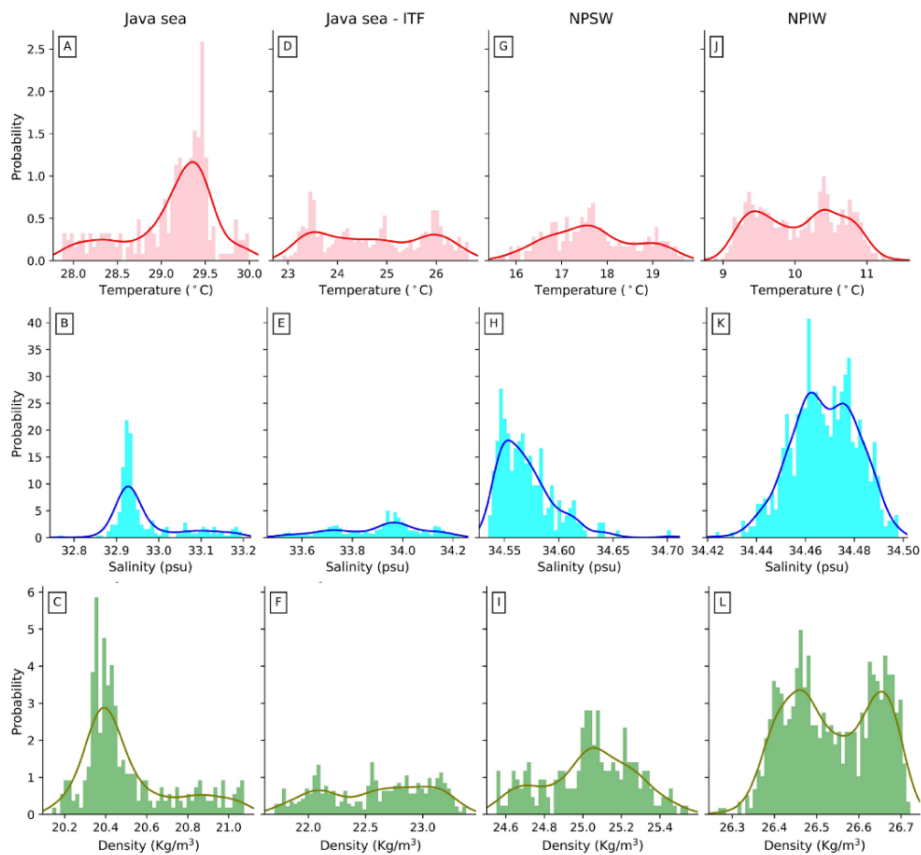 Java sea Java sea - ITF NPSW NPIW
A D G J
2.5
2.0
1.5
1.0
0.5
0.0
Probability
28.0 28.5 29.0 29.5 30.0 23 24 25 26 16 17 18 19 9 10 11
Temperature (°C) Temperature (°C) Temperature (°C) Temperature (°C)
B E H K
40
35
30
25
20
15
10
5
0
Probability
32.8 32.9 33.0 33.1 33.2 33.6 33.8 34.0 34.2 34.55 34.60 34.65 34.70 34.42 34.44 34.46 34.48 34.50
Salinity (psu) Salinity (psu) Salinity (psu) Salinity (psu)
C F I L
6
5
4
3
2
1
0
Probability
20.2 20.4 20.6 20.8 21.0 22.0 22.5 23.0 24.6 24.8 25.0 25.2 25.4 26.3 26.4 26.5 26.6 26.7
Density (Kg/m³) Density (Kg/m³) Density (Kg/m³) Density (Kg/m³)